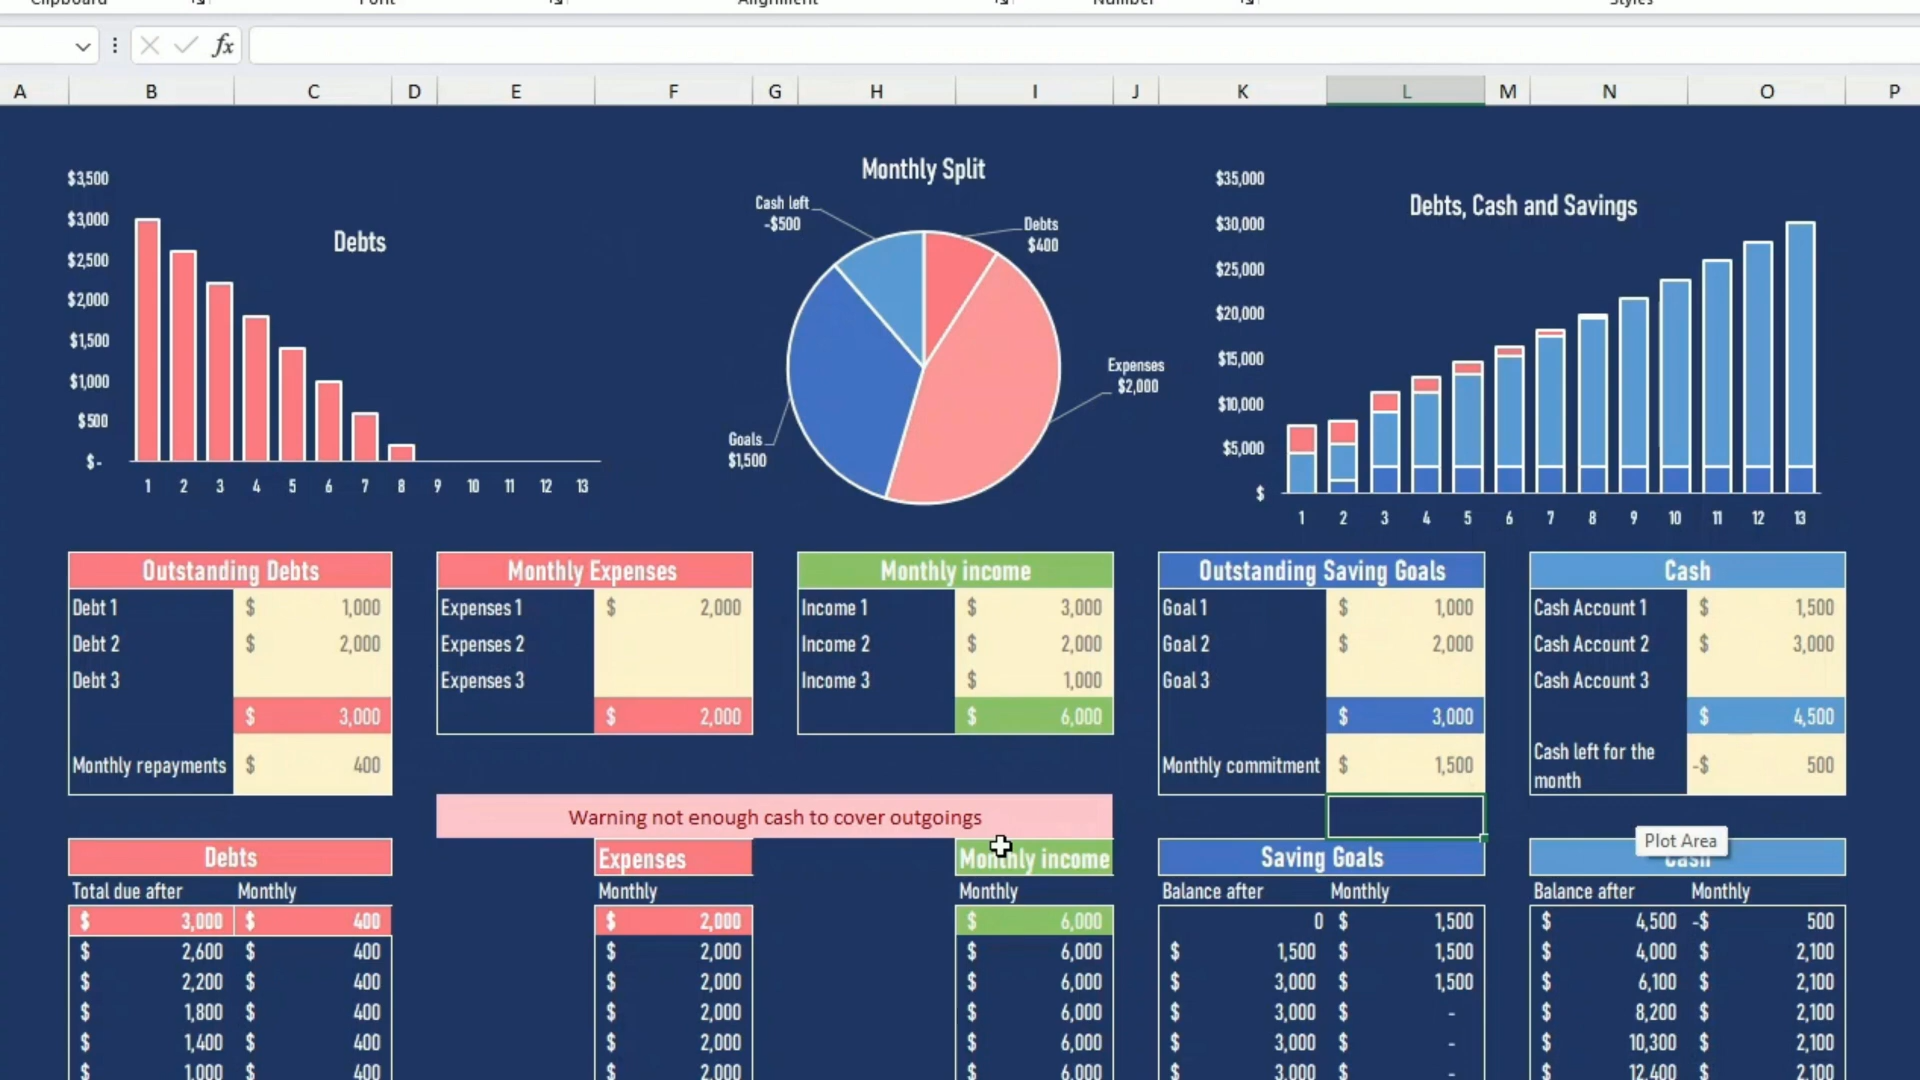 Clipboard Font Alignment Number Styles
fx
A B C D E F G H I J K L M N O P
Debts
$3,500
$3,000
$2,500
$2,000
$1,500
$1,000
$500
$-
1 2 3 4 5 6 7 8 9 10 11 12 13
Monthly Split
Cash left
-$500
Debts
$400
Expenses
$2,000
Goals
$1,500
Debts, Cash and Savings
$35,000
$30,000
$25,000
$20,000
$15,000
$10,000
$5,000
$
1 2 3 4 5 6 7 8 9 10 11 12 13
Outstanding Debts
Debt 1 $ 1,000
Debt 2 $ 2,000
Debt 3
$ 3,000
Monthly repayments $ 400
Monthly Expenses
Expenses 1 $ 2,000
Expenses 2
Expenses 3
$ 2,000
Monthly income
Income 1 $ 3,000
Income 2 $ 2,000
Income 3 $ 1,000
$ 6,000
Outstanding Saving Goals
Goal 1 $ 1,000
Goal 2 $ 2,000
Goal 3
$ 3,000
Monthly commitment $ 1,500
Cash
Cash Account 1 $ 1,500
Cash Account 2 $ 3,000
Cash Account 3
$ 4,500
Cash left for the
month -$ 500
Warning not enough cash to cover outgoings
Plot Area
Debts
Total due after Monthly
$ 3,000 $ 400
$ 2,600 $ 400
$ 2,200 $ 400
$ 1,800 $ 400
$ 1,400 $ 400
$ 1,000 $ 400
Expenses
Monthly
$ 2,000
$ 2,000
$ 2,000
$ 2,000
$ 2,000
$ 2,000
Monthly income
Monthly
$ 6,000
$ 6,000
$ 6,000
$ 6,000
$ 6,000
$ 6,000
Saving Goals
Balance after Monthly
0 $ 1,500
$ 1,500 $ 1,500
$ 3,000 $ 1,500
$ 3,000 $ -
$ 3,000 $ -
$ 3,000 $ -
Cash
Balance after Monthly
$ 4,500 -$ 500
$ 4,000 $ 2,100
$ 6,100 $ 2,100
$ 8,200 $ 2,100
$ 10,300 $ 2,100
$ 12,400 $ 2,100